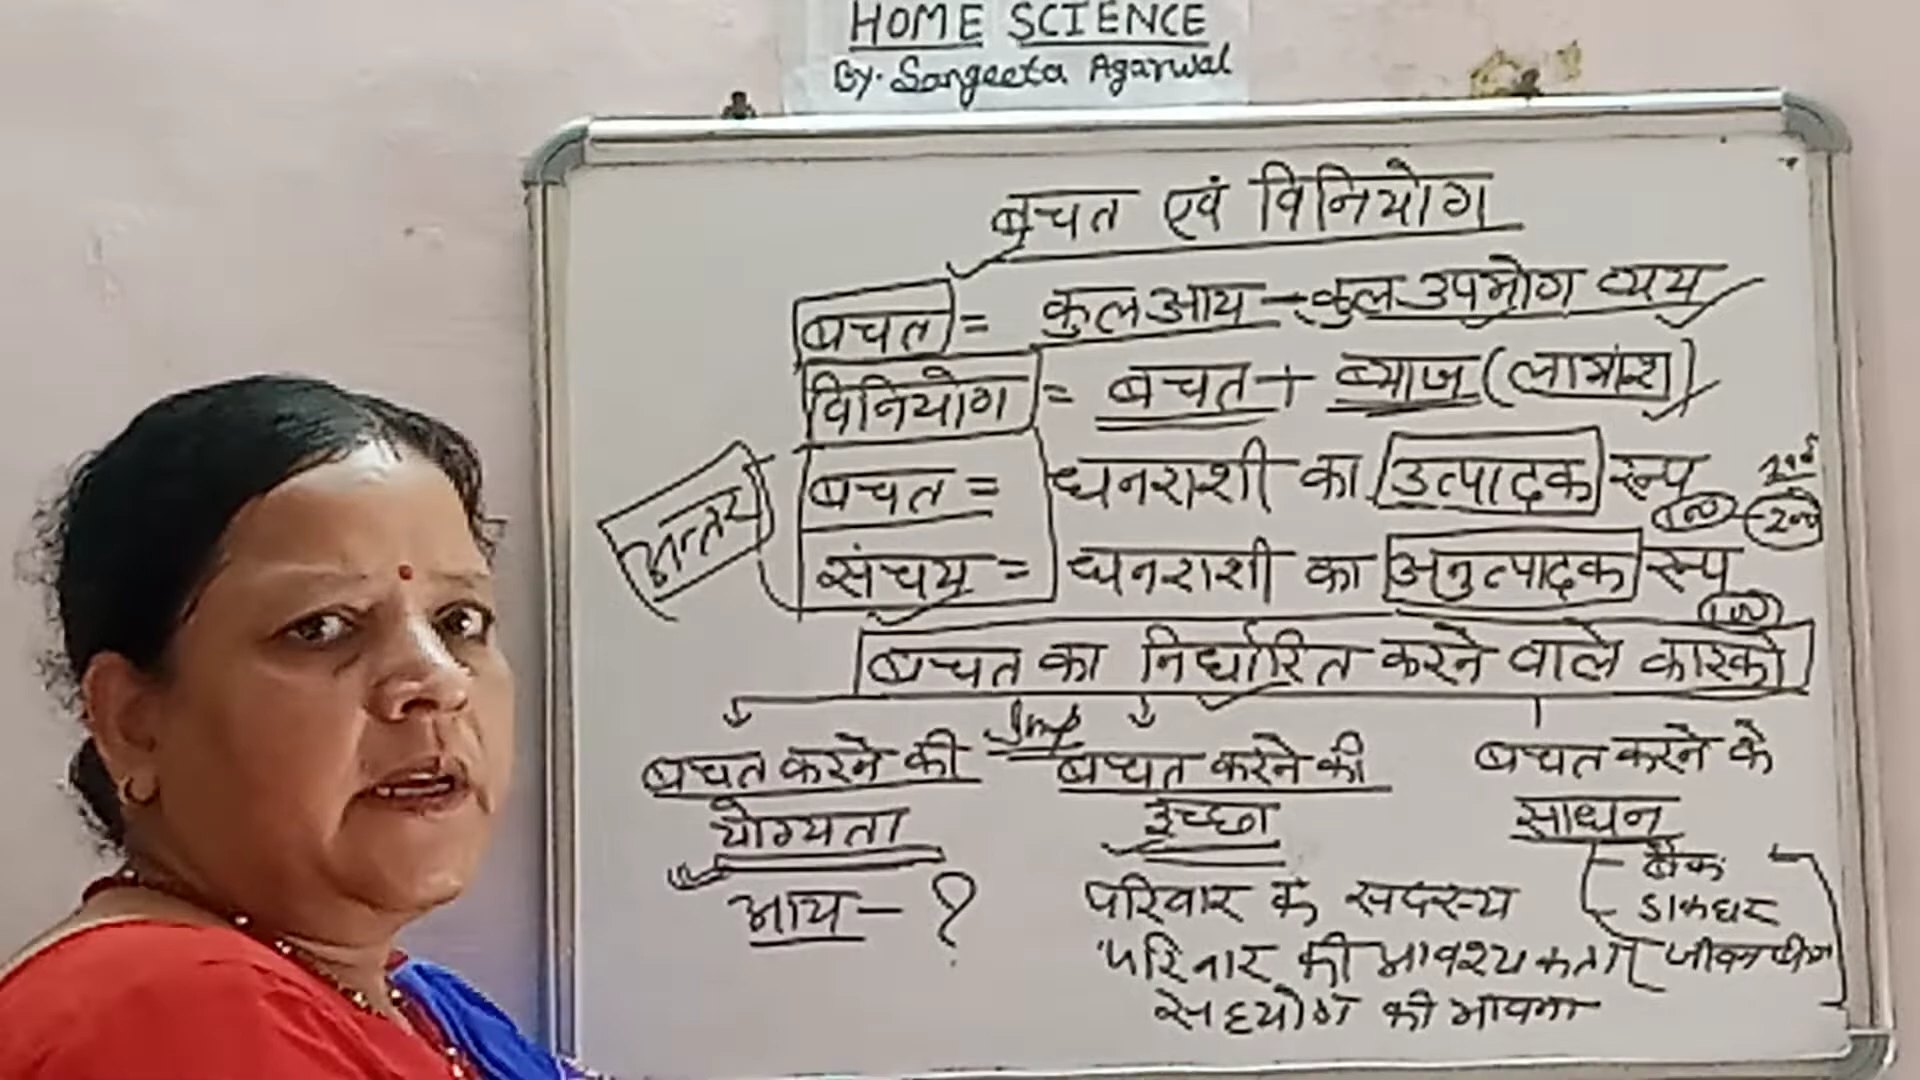 HOME SCIENCE
By. Sangeeta Agarwal
बचत एवं विनियोग
बचत = कुल आय - कुल उपभोग व्यय
विनियोग = बचत + ब्याज (लाभांश)
अन्तर
बचत = धनराशी का उत्पादक रूप
संचय = धनराशी का अनुत्पादक रूप
बचत का निर्धारित करने वाले कारको
Imp
बचत करने की योग्यता
आय - ?
बचत करने की इच्छा
परिवार के सदस्य
परिवार की आवश्यकता
सहयोग की भावना
बचत करने के साधन
बैंक
डाकघर
जीवन बीमा